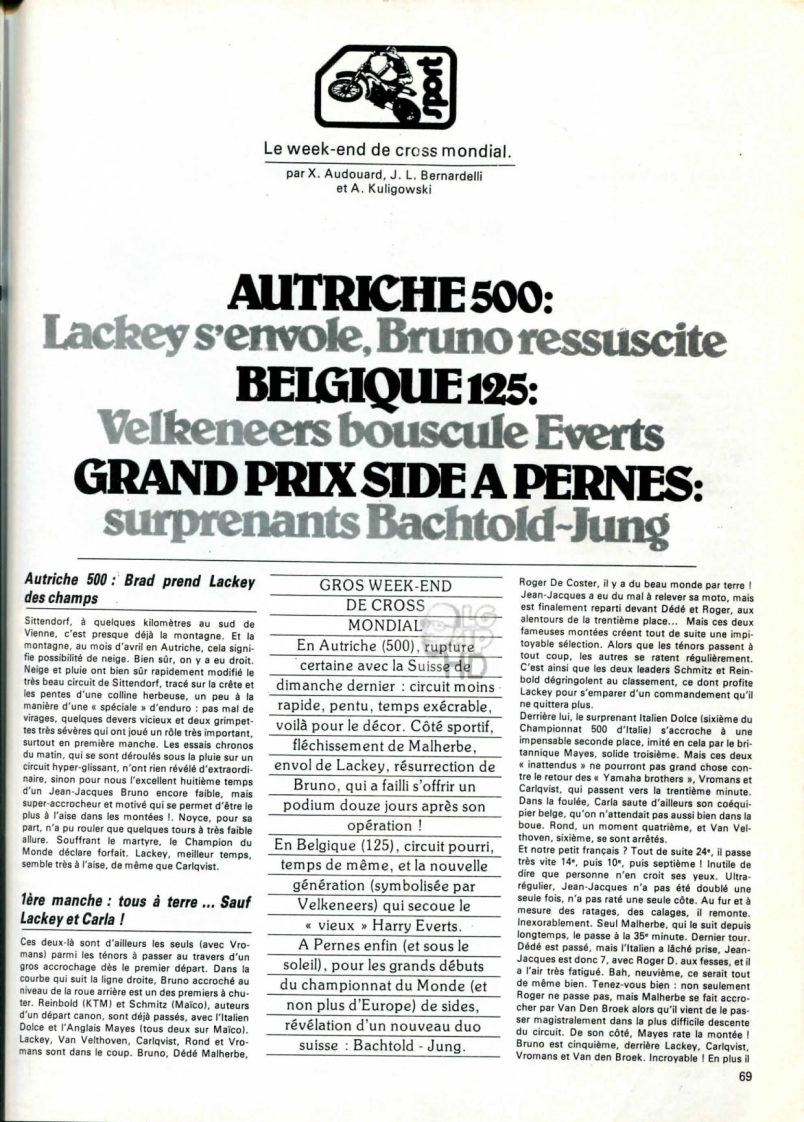 sport
Le week-end de cross mondial.
par X. Audouard, J. L. Bernardelli
et A. Kuligowski
AUTRICHE 500:
Lackey s'envole, Bruno ressuscite
BELGIQUE 125:
Velkeneers bouscule Everts
GRAND PRIX SIDE A PERNES:
surprenants Bachtold-Jung
Autriche 500 : Brad prend Lackey
des champs
Sittendorf, à quelques kilomètres au sud de
Vienne, c'est presque déjà la montagne. Et la
montagne, au mois d'avril en Autriche, cela signi-
fie possibilité de neige. Bien sûr, on y a eu droit.
Neige et pluie ont bien sûr rapidement modifié le
très beau circuit de Sittendorf, tracé sur la crête et
les pentes d'une colline herbeuse, un peu à la
manière d'une « spéciale » d'enduro : pas mal de
virages, quelques devers vicieux et deux grimpet-
tes très sévères qui ont joué un rôle très important,
surtout en première manche. Les essais chronos
du matin, qui se sont déroulés sous la pluie sur un
circuit hyper-glissant, n'ont rien révélé d'extraordi-
naire, sinon pour nous l'excellent huitième temps
d'un Jean-Jacques Bruno encore faible, mais
super-accrocheur et motivé qui se permet d'être le
plus à l'aise dans les montées !. Noyce, pour sa
part, n'a pu rouler que quelques tours à très faible
allure. Souffrant le martyre, le Champion du
Monde déclare forfait. Lackey, meilleur temps,
semble très à l'aise, de même que Carlqvist.
1ère manche : tous à terre ... Sauf
Lackey et Carla !
Ces deux-là sont d'ailleurs les seuls (avec Vro-
mans) parmi les ténors à passer au travers d'un
gros accrochage dès le premier départ. Dans la
courbe qui suit la ligne droite, Bruno accroché au
niveau de la roue arrière est un des premiers à chu-
ter. Reinbold (KTM) et Schmitz (Maïco), auteurs
d'un départ canon, sont déjà passés, avec l'Italien
Dolce et l'Anglais Mayes (tous deux sur Maïco).
Lackey, Van Velthoven, Carlqvist, Rond et Vro-
mans sont dans le coup. Bruno, Dédé Malherbe,
GROS WEEK-END
DE CROSS
MONDIAL
En Autriche (500), rupture
certaine avec la Suisse de
dimanche dernier : circuit moins
rapide, pentu, temps exécrable,
voilà pour le décor. Côté sportif,
fléchissement de Malherbe,
envol de Lackey, résurrection de
Bruno, qui a failli s'offrir un
podium douze jours après son
opération !
En Belgique (125), circuit pourri,
temps de même, et la nouvelle
génération (symbolisée par
Velkeneers) qui secoue le
« vieux » Harry Everts.
A Pernes enfin (et sous le
soleil), pour les grands débuts
du championnat du Monde (et
non plus d'Europe) de sides,
révélation d'un nouveau duo
suisse : Bachtold - Jung.
Roger De Coster, il y a du beau monde par terre !
Jean-Jacques a eu du mal à relever sa moto, mais
est finalement reparti devant Dédé et Roger, aux
alentours de la trentième place... Mais ces deux
fameuses montées créent tout de suite une impi-
toyable sélection. Alors que les ténors passent à
tout coup, les autres se ratent régulièrement.
C'est ainsi que les deux leaders Schmitz et Rein-
bold dégringolent au classement, ce dont profite
Lackey pour s'emparer d'un commandement qu'il
ne quittera plus.
Derrière lui, le surprenant Italien Dolce (sixième du
Championnat 500 d'Italie) s'accroche à une
impensable seconde place, imité en cela par le bri-
tannique Mayes, solide troisième. Mais ces deux
« inattendus » ne pourront pas grand chose con-
tre le retour des « Yamaha brothers », Vromans et
Carlqvist, qui passent vers la trentième minute.
Dans la foulée, Carla saute d'ailleurs son coéqui-
pier belge, qu'on n'attendait pas aussi bien dans la
boue. Rond, un moment quatrième, et Van Vel-
thoven, sixième, se sont arrêtés.
Et notre petit français ? Tout de suite 24e, il passe
très vite 14e, puis 10e, puis septième ! Inutile de
dire que personne n'en croit ses yeux. Ultra-
régulier, Jean-Jacques n'a pas été doublé une
seule fois, n'a pas raté une seule côte. Au fur et à
mesure des ratages, des calages, il remonte.
Inexorablement. Seul Malherbe, qui le suit depuis
longtemps, le passe à la 35e minute. Dernier tour.
Dédé est passé, mais l'Italien a lâché prise, Jean-
Jacques est donc 7, avec Roger D. aux fesses, et il
a l'air très fatigué. Bah, neuvième, ce serait tout
de même bien. Tenez-vous bien : non seulement
Roger ne passe pas, mais Malherbe se fait accro-
cher par Van Den Broek alors qu'il vient de le pas-
ser magistralement dans la plus difficile descente
du circuit. De son côté, Mayes rate la montée !
Bruno est cinquième, derrière Lackey, Carlqvist,
Vromans et Van den Broek. Incroyable ! En plus il
69